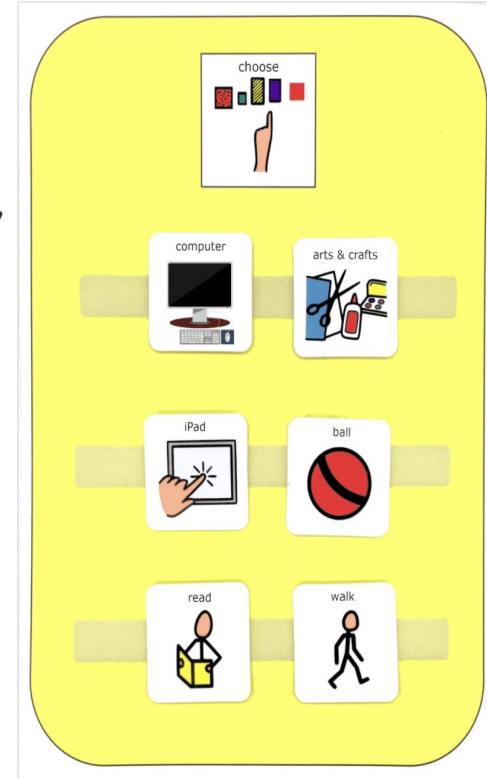 choose
computer
arts & crafts
iPad
ball
read
walk